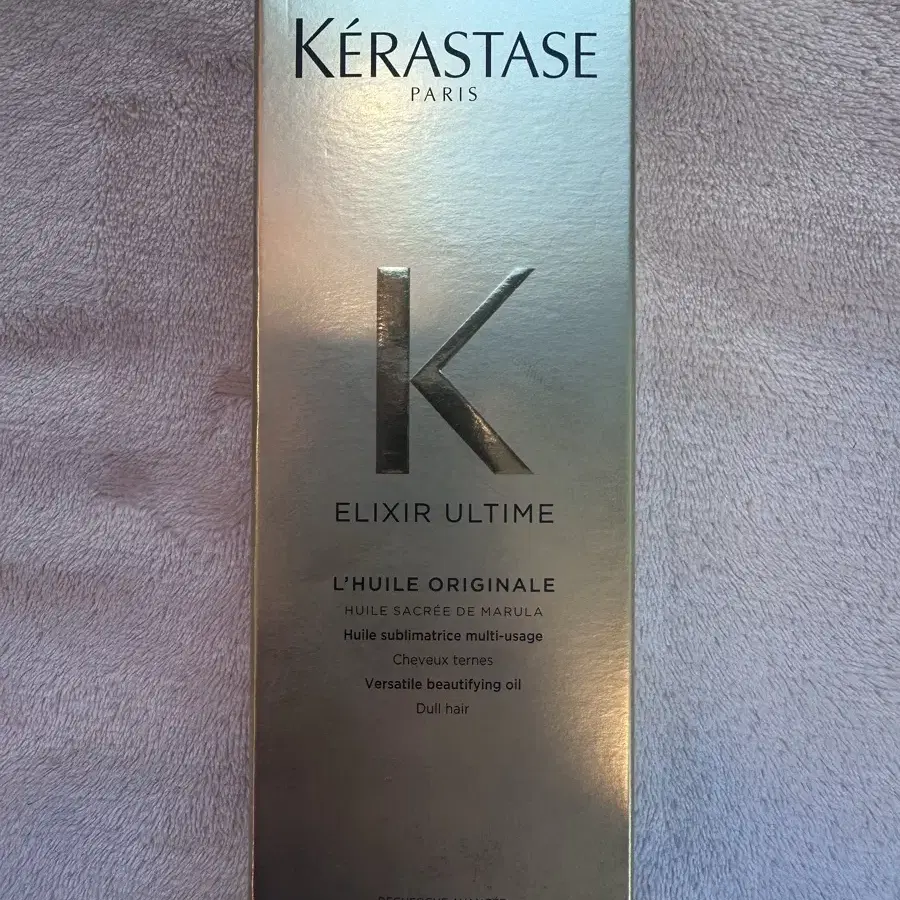 KÉRASTASE
PARIS
K
ELIXIR ULTIME
L'HUILE ORIGINALE
HUILE SACRÉE DE MARULA
Huile sublimatrice multi-usage
Cheveux ternes
Versatile beautifying oil
Dull hair